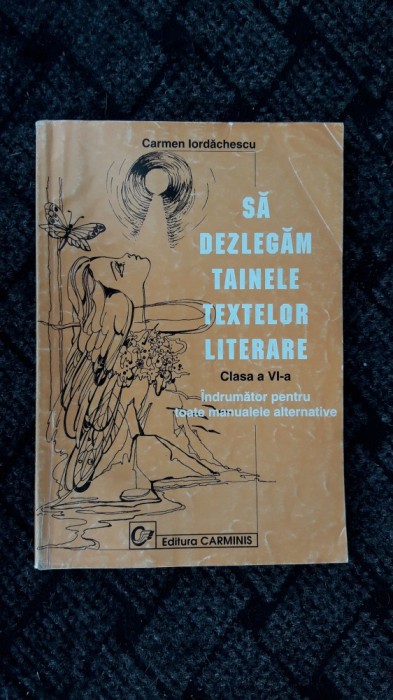 Carmen Iordăchescu
SĂ
DEZLEGĂM
TAINELE
TEXTELOR
LITERARE
Clasa a VI-a
Îndrumător pentru
toate manualele alternative
Editura CARMINIS